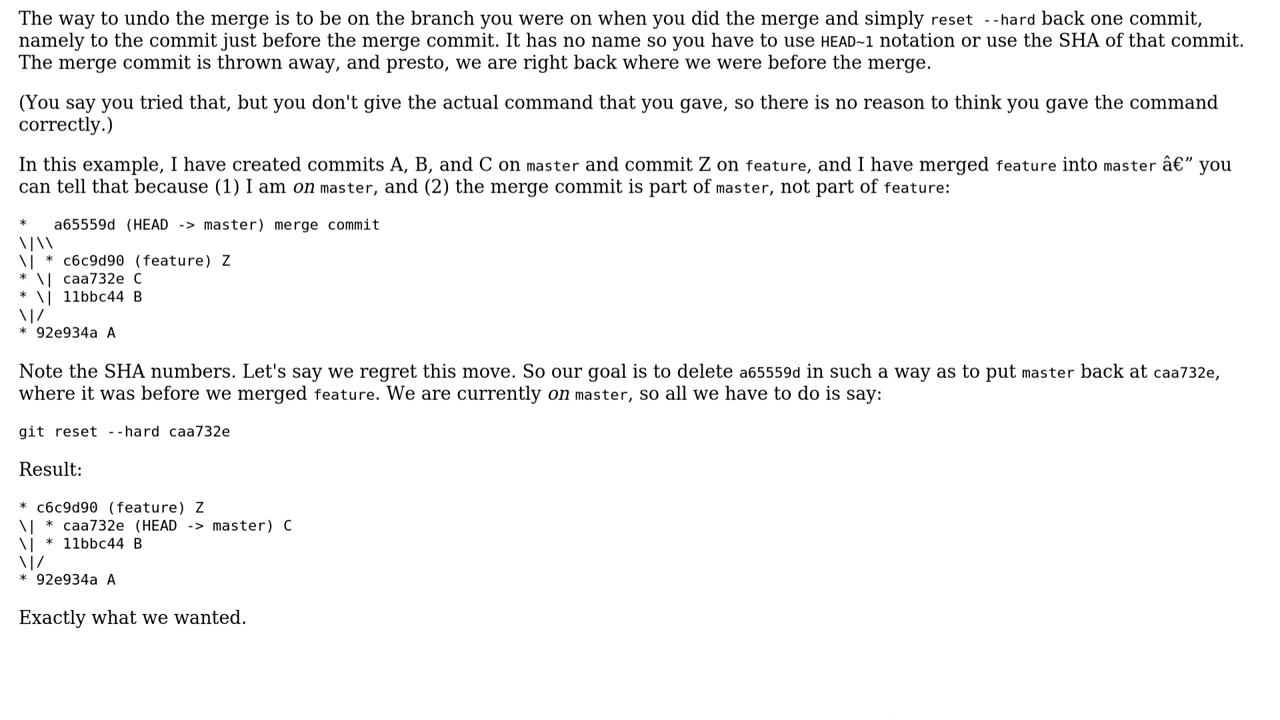 The way to undo the merge is to be on the branch you were on when you did the merge and simply reset --hard back one commit,
namely to the commit just before the merge commit. It has no name so you have to use HEAD~1 notation or use the SHA of that commit.
The merge commit is thrown away, and presto, we are right back where we were before the merge.
(You say you tried that, but you don't give the actual command that you gave, so there is no reason to think you gave the command
correctly.)
In this example, I have created commits A, B, and C on master and commit Z on feature, and I have merged feature into master â€” you
can tell that because (1) I am on master, and (2) the merge commit is part of master, not part of feature:
*   a65559d (HEAD -> master) merge commit
\|\\
\| * c6c9d90 (feature) Z
* \| caa732e C
* \| 11bbc44 B
\|/
* 92e934a A
Note the SHA numbers. Let's say we regret this move. So our goal is to delete a65559d in such a way as to put master back at caa732e,
where it was before we merged feature. We are currently on master, so all we have to do is say:
git reset --hard caa732e
Result:
* c6c9d90 (feature) Z
\| * caa732e (HEAD -> master) C
\| * 11bbc44 B
\|/
* 92e934a A
Exactly what we wanted.